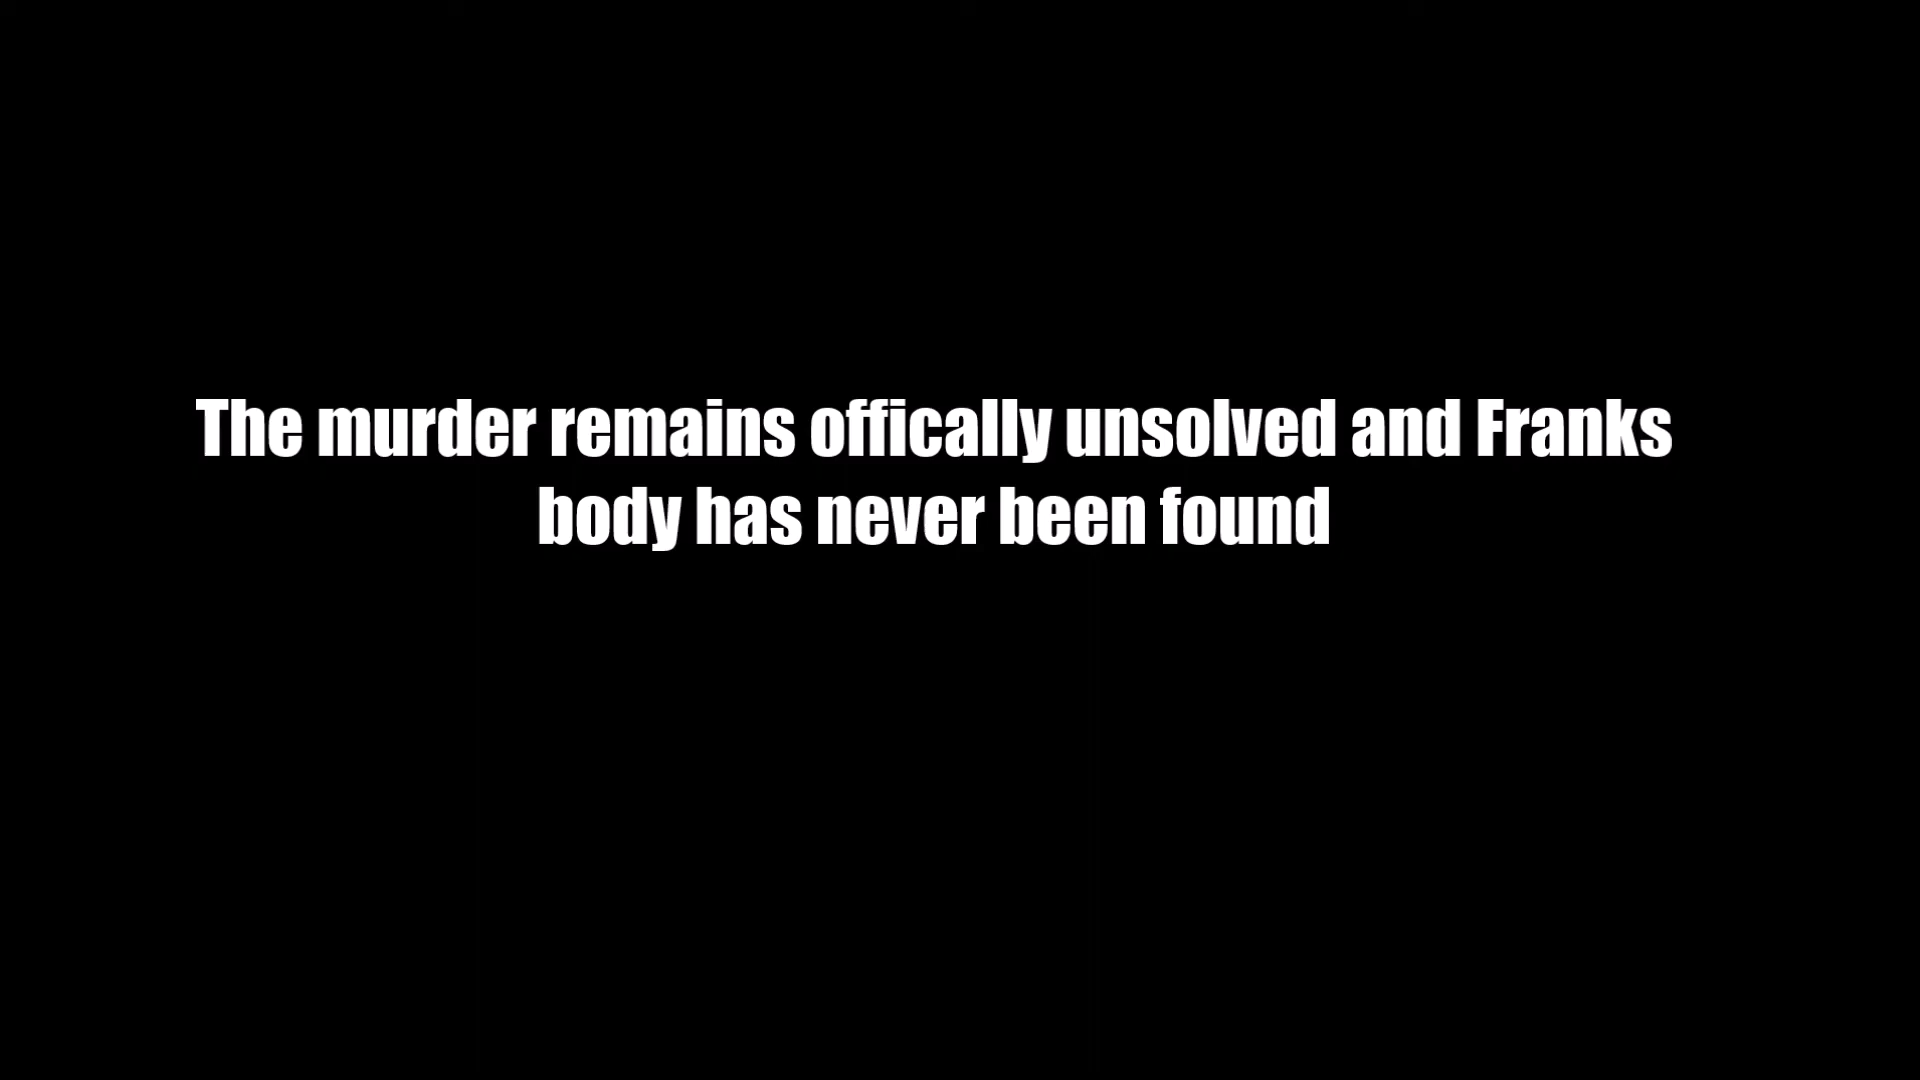 The murder remains offically unsolved and Franks
body has never been found